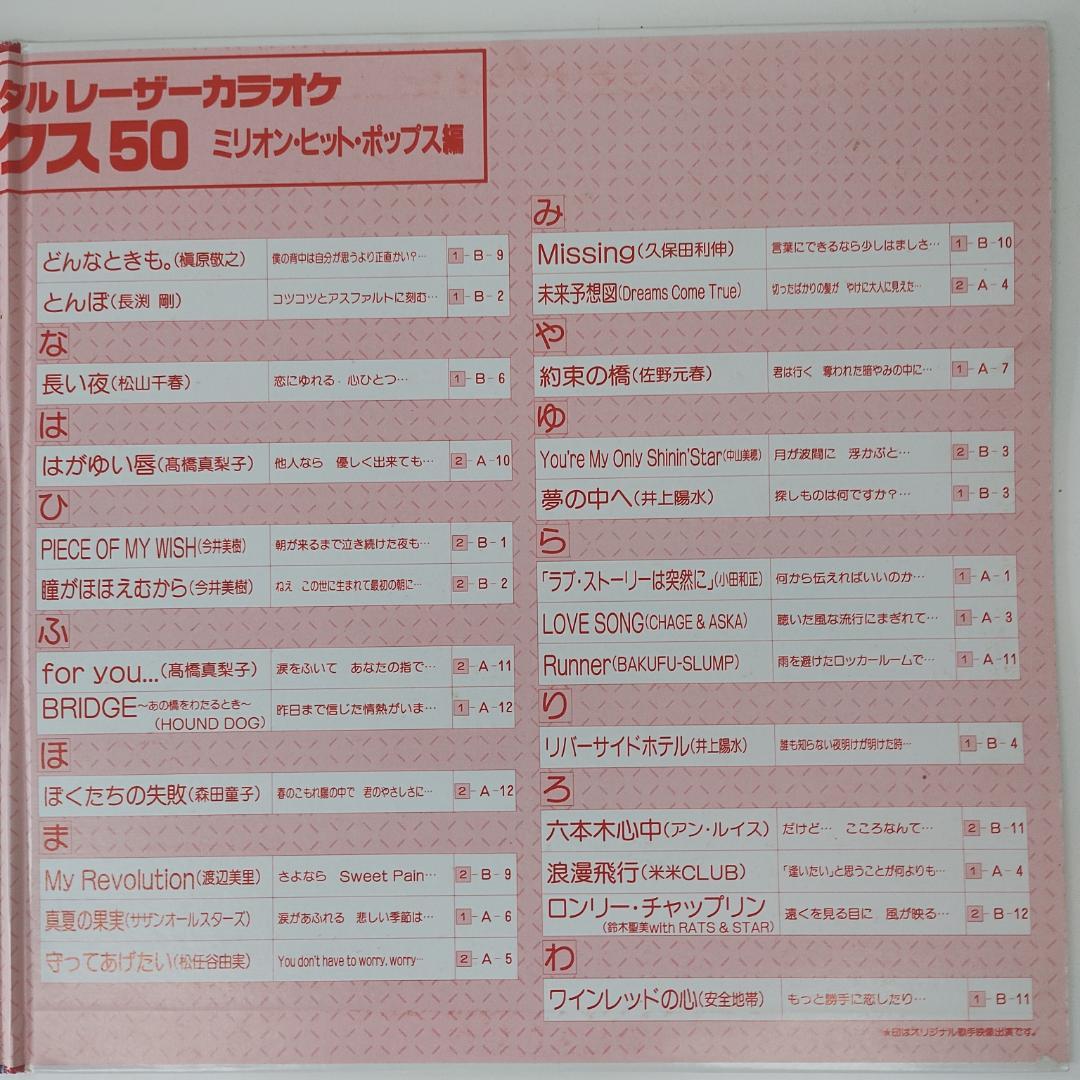 タルレーザーカラオケ
クス50 ミリオン・ヒット・ポップス編
どんなときも。(槇原敬之) 僕の背中は自分が思うより正直かい?… 1-B-9
とんぼ(長渕 剛) コツコツとアスファルトに刻む… 1-B-2
な
長い夜(松山千春) 恋にゆれる 心ひとつ… 1-B-6
は
はがゆい唇(髙橋真梨子) 他人なら 優しく出来ても… 2-A-10
ひ
PIECE OF MY WISH(今井美樹) 朝が来るまで泣き続けた夜も… 2-B-1
瞳がほほえむから(今井美樹) ねえ この世に生まれて最初の朝に… 2-B-2
ふ
for you...(髙橋真梨子) 涙をふいて あなたの指で… 2-A-11
BRIDGE〜あの橋をわたるとき〜 昨日まで信じた情熱がいま… 1-A-12
(HOUND DOG)
ほ
ぼくたちの失敗(森田童子) 春のこもれ陽の中で 君のやさしさに… 2-A-12
ま
My Revolution(渡辺美里) さよなら Sweet Pain… 2-B-9
真夏の果実(サザンオールスターズ) 涙があふれる 悲しい季節は… 1-A-6
守ってあげたい(松任谷由実) You don't have to worry, worry… 2-A-5
み
Missing(久保田利伸) 言葉にできるなら少しはましさ… 1-B-10
未来予想図(Dreams Come True) 切ったばかりの髪が やけに大人に見えた… 2-A-4
や
約束の橋(佐野元春) 君は行く 奪われた暗やみの中に… 1-A-7
ゆ
You're My Only Shinin'Star(中山美穂) 月が波間に 浮かぶと… 2-B-3
夢の中へ(井上陽水) 探しものは何ですか?… 1-B-3
ら
「ラブ・ストーリーは突然に」(小田和正) 何から伝えればいいのか… 1-A-1
LOVE SONG(CHAGE & ASKA) 聴いた風な流行にまぎれて… 1-A-3
Runner(BAKUFU-SLUMP) 雨を避けたロッカールームで… 1-A-11
り
リバーサイドホテル(井上陽水) 誰も知らない夜明けが明けた時… 1-B-4
ろ
六本木心中(アン・ルイス) だけど… こころなんて… 2-B-11
浪漫飛行(米米CLUB) 「逢いたい」と思うことが何よりも… 1-A-4
ロンリー・チャップリン 遠くを見る目に 風が映る… 2-B-12
(鈴木聖美with RATS & STAR)
わ
ワインレッドの心(安全地帯) もっと勝手に恋したり… 1-B-11
★印はオリジナル歌手映像出演です。